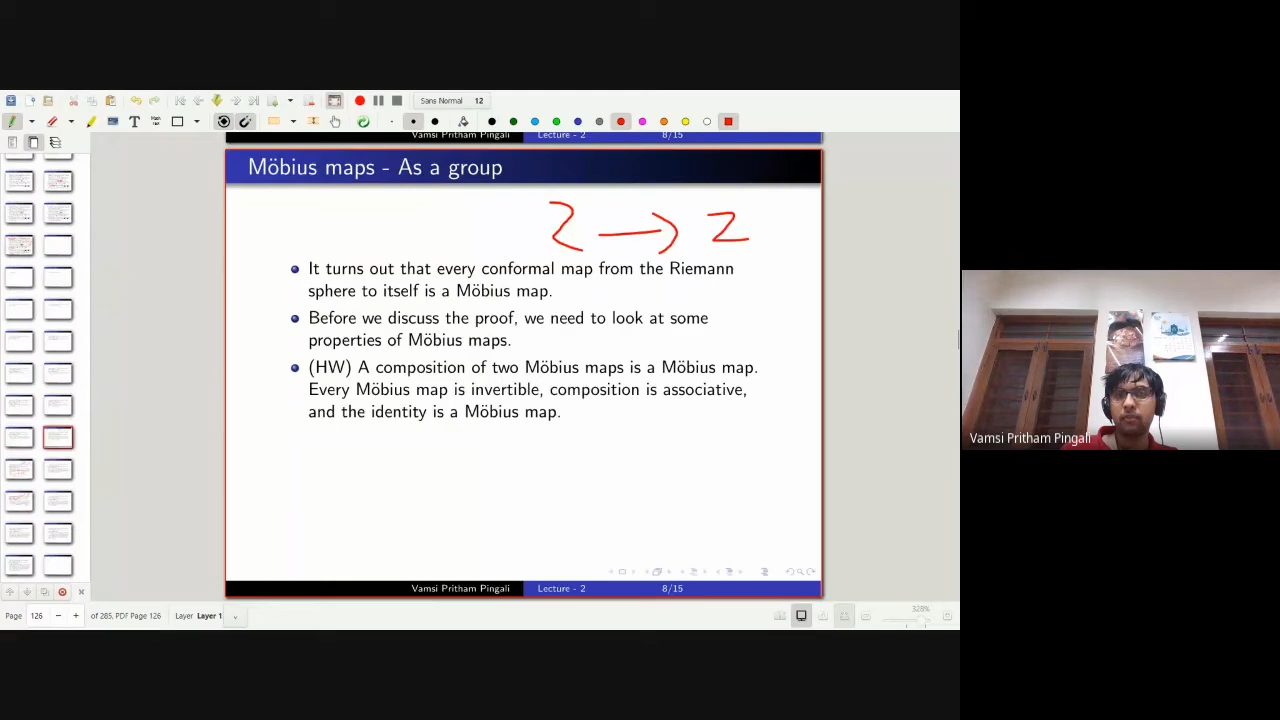 Sans Normal 12
Vamsi Pritham Pingali Lecture - 2 8/15
Möbius maps - As a group
z → z
It turns out that every conformal map from the Riemann
sphere to itself is a Möbius map.
Before we discuss the proof, we need to look at some
properties of Möbius maps.
(HW) A composition of two Möbius maps is a Möbius map.
Every Möbius map is invertible, composition is associative,
and the identity is a Möbius map.
Vamsi Pritham Pingali
Vamsi Pritham Pingali Lecture - 2 8/15
Page 126 − + of 285, PDF Page 126 Layer Layer 1 328%